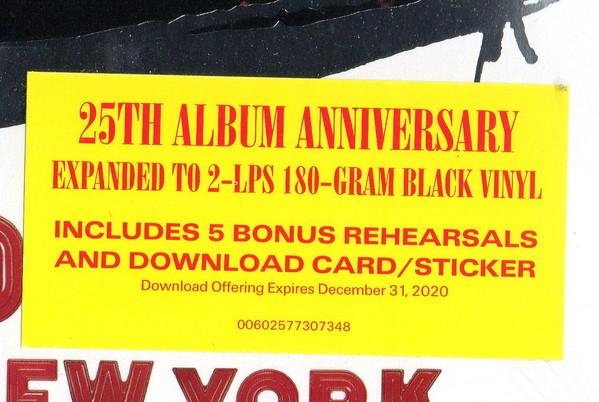 25TH ALBUM ANNIVERSARY
EXPANDED TO 2-LPS 180-GRAM BLACK VINYL
INCLUDES 5 BONUS REHEARSALS
AND DOWNLOAD CARD/STICKER
Download Offering Expires December 31, 2020
00602577307348
EW YORK